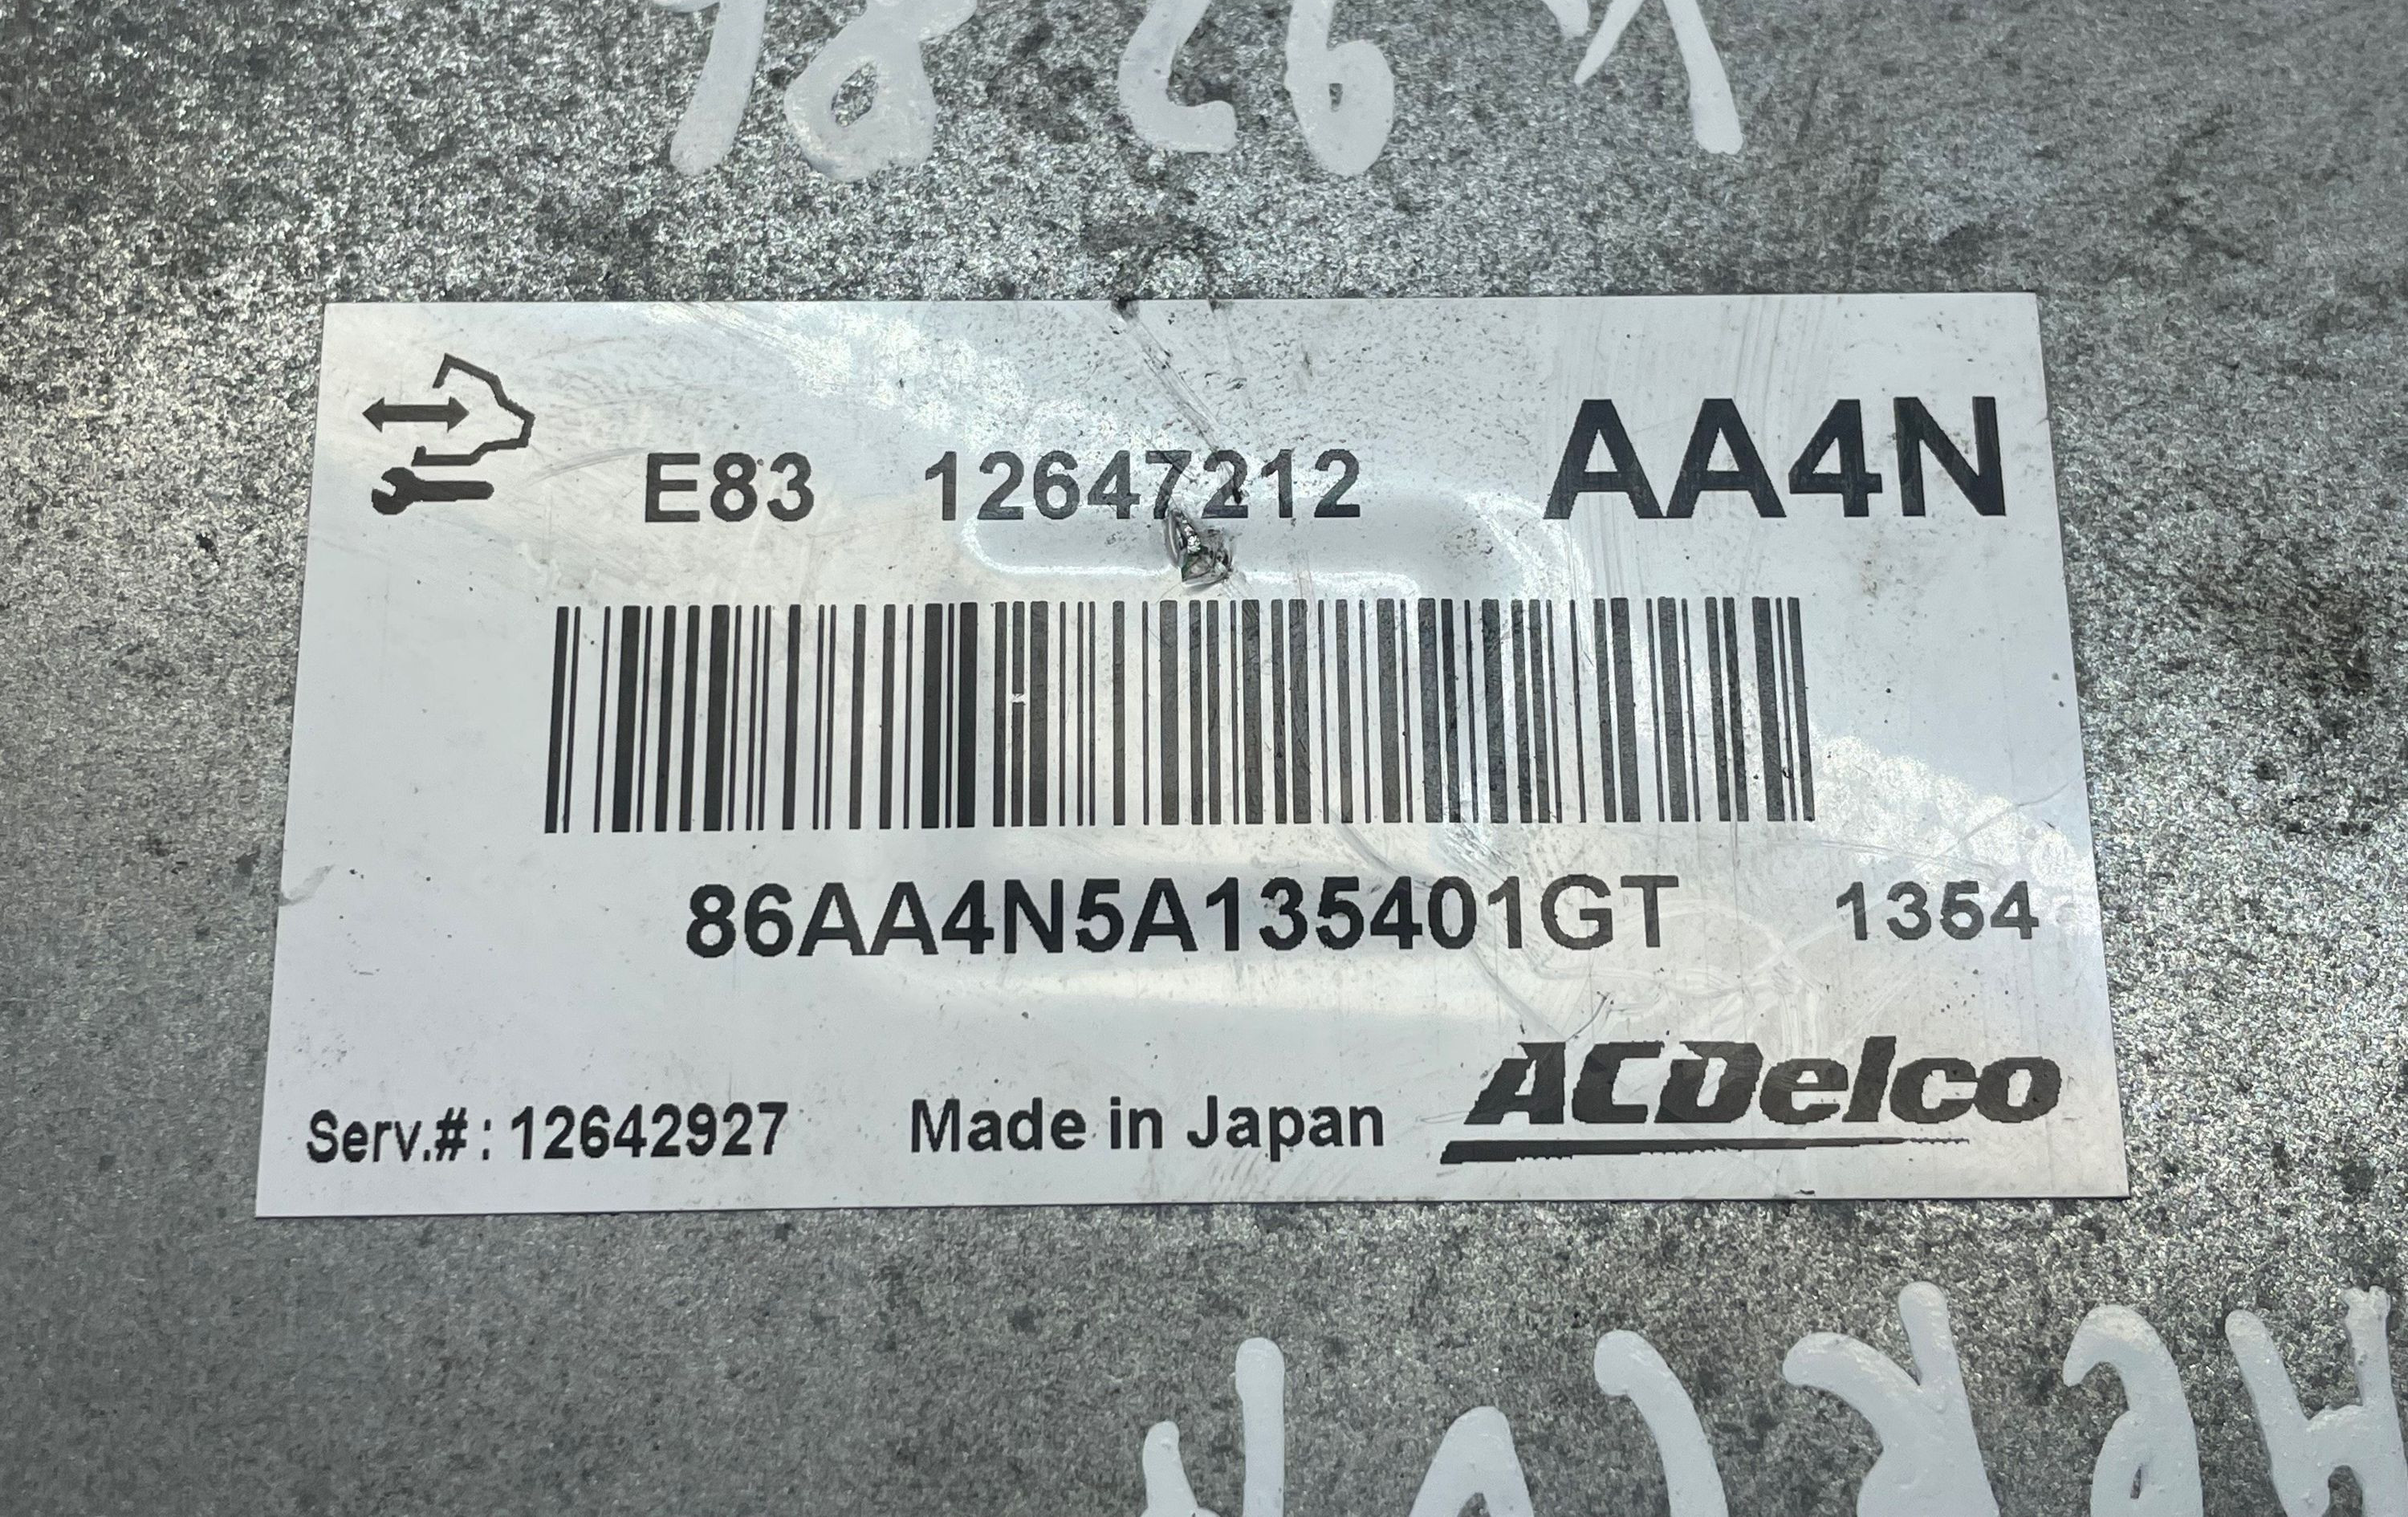 E83 12647212 AA4N
86AA4N5A135401GT 1354
Serv.#: 12642927 Made in Japan ACDelco